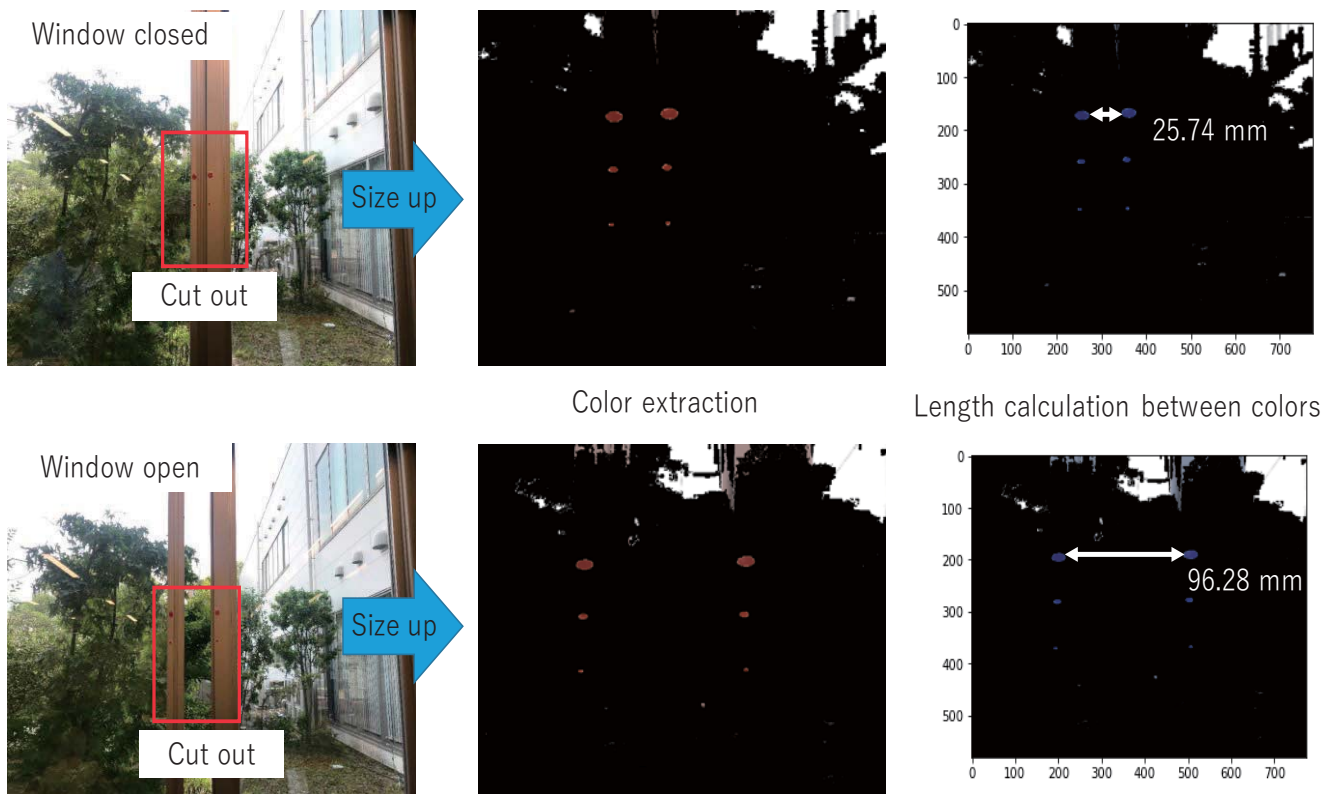 Window closed
Cut out
Size up
0
100
200
300
400
500
0 100 200 300 400 500 600 700
25.74 mm
Color extraction
Length calculation between colors
Window open
Cut out
Size up
0
100
200
300
400
500
0 100 200 300 400 500 600 700
96.28 mm